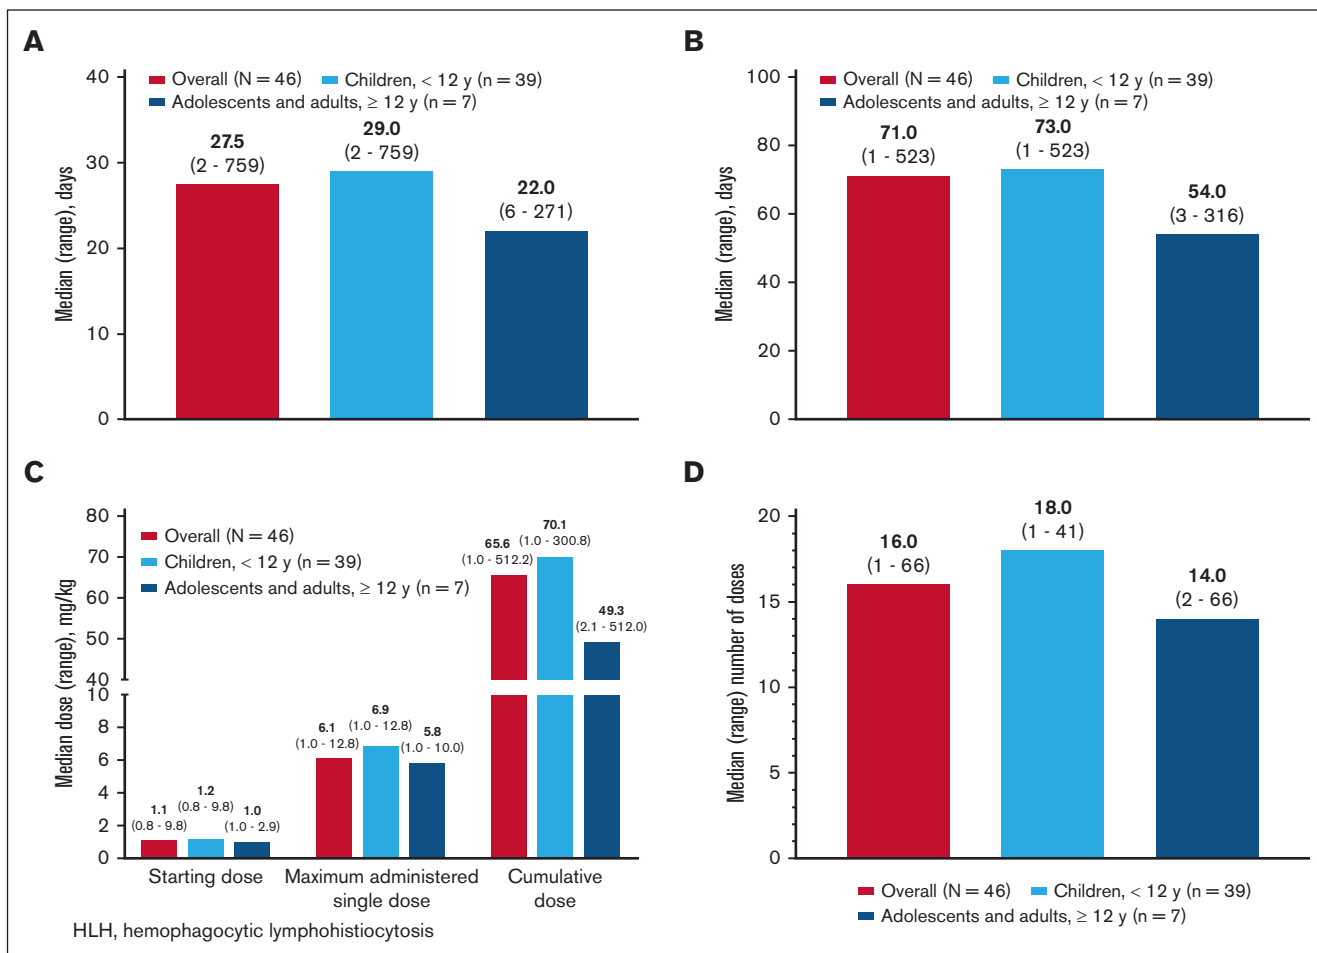 A
Overall (N = 46) Children, < 12 y (n = 39)
Adolescents and adults, ≥ 12 y (n = 7)
Median (range), days
40
30
20
10
0
27.5
(2 - 759)
29.0
(2 - 759)
22.0
(6 - 271)
B
Overall (N = 46) Children, < 12 y (n = 39)
Adolescents and adults, ≥ 12 y (n = 7)
Median (range), days
100
80
60
40
20
0
71.0
(1 - 523)
73.0
(1 - 523)
54.0
(3 - 316)
C
Overall (N = 46)
Children, < 12 y (n = 39)
Adolescents and adults, ≥ 12 y (n = 7)
Median dose (range), mg/kg
80
70
60
50
40
10
8
6
4
2
0
1.1
(0.8 - 9.8)
1.2
(0.8 - 9.8)
1.0
(1.0 - 2.9)
6.1
(1.0 - 12.8)
6.9
(1.0 - 12.8)
5.8
(1.0 - 10.0)
65.6
(1.0 - 512.2)
70.1
(1.0 - 300.8)
49.3
(2.1 - 512.0)
Starting dose
Maximum administered
single dose
Cumulative
dose
HLH, hemophagocytic lymphohistiocytosis
D
Median (range) number of doses
20
15
10
5
0
16.0
(1 - 66)
18.0
(1 - 41)
14.0
(2 - 66)
Overall (N = 46) Children, < 12 y (n = 39)
Adolescents and adults, ≥ 12 y (n = 7)